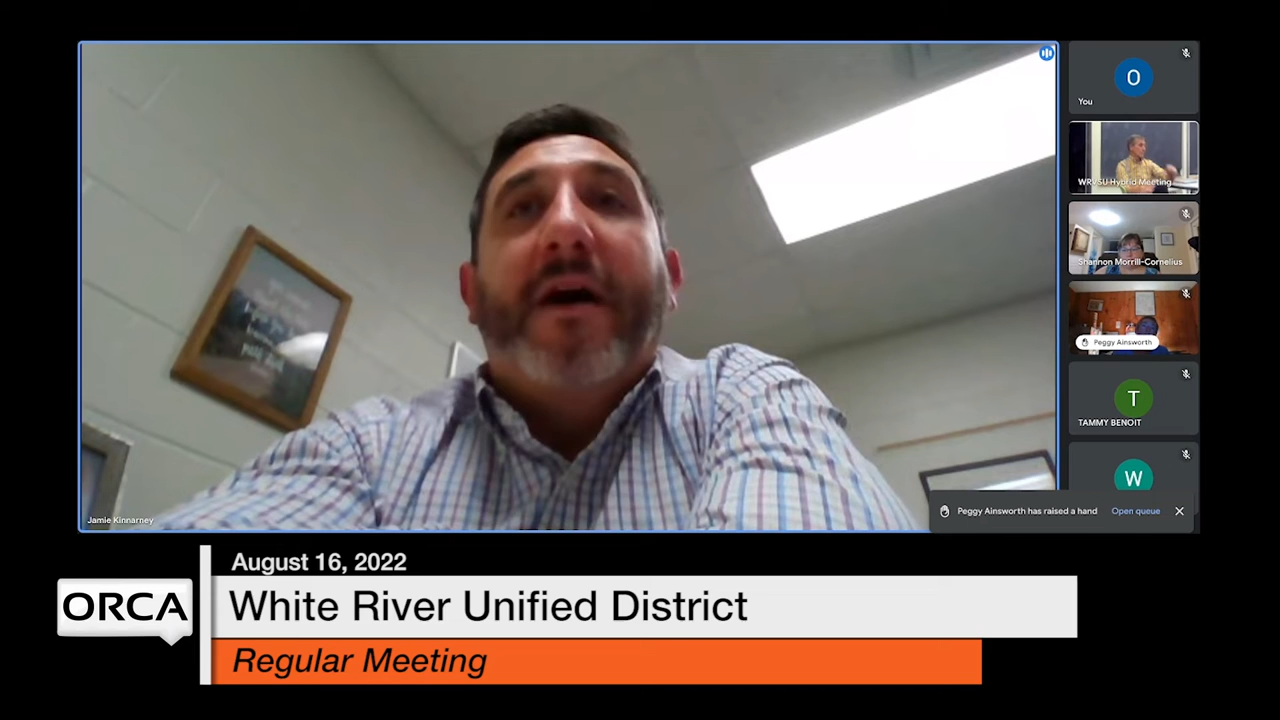 O
You
WRVSU Hybrid Meeting
Shannon Morrill-Cornelius
Peggy Ainsworth
T
TAMMY BENOIT
W
Peggy Ainsworth has raised a hand Open queue
Jamie Kinnarney
August 16, 2022
ORCA
White River Unified District
Regular Meeting